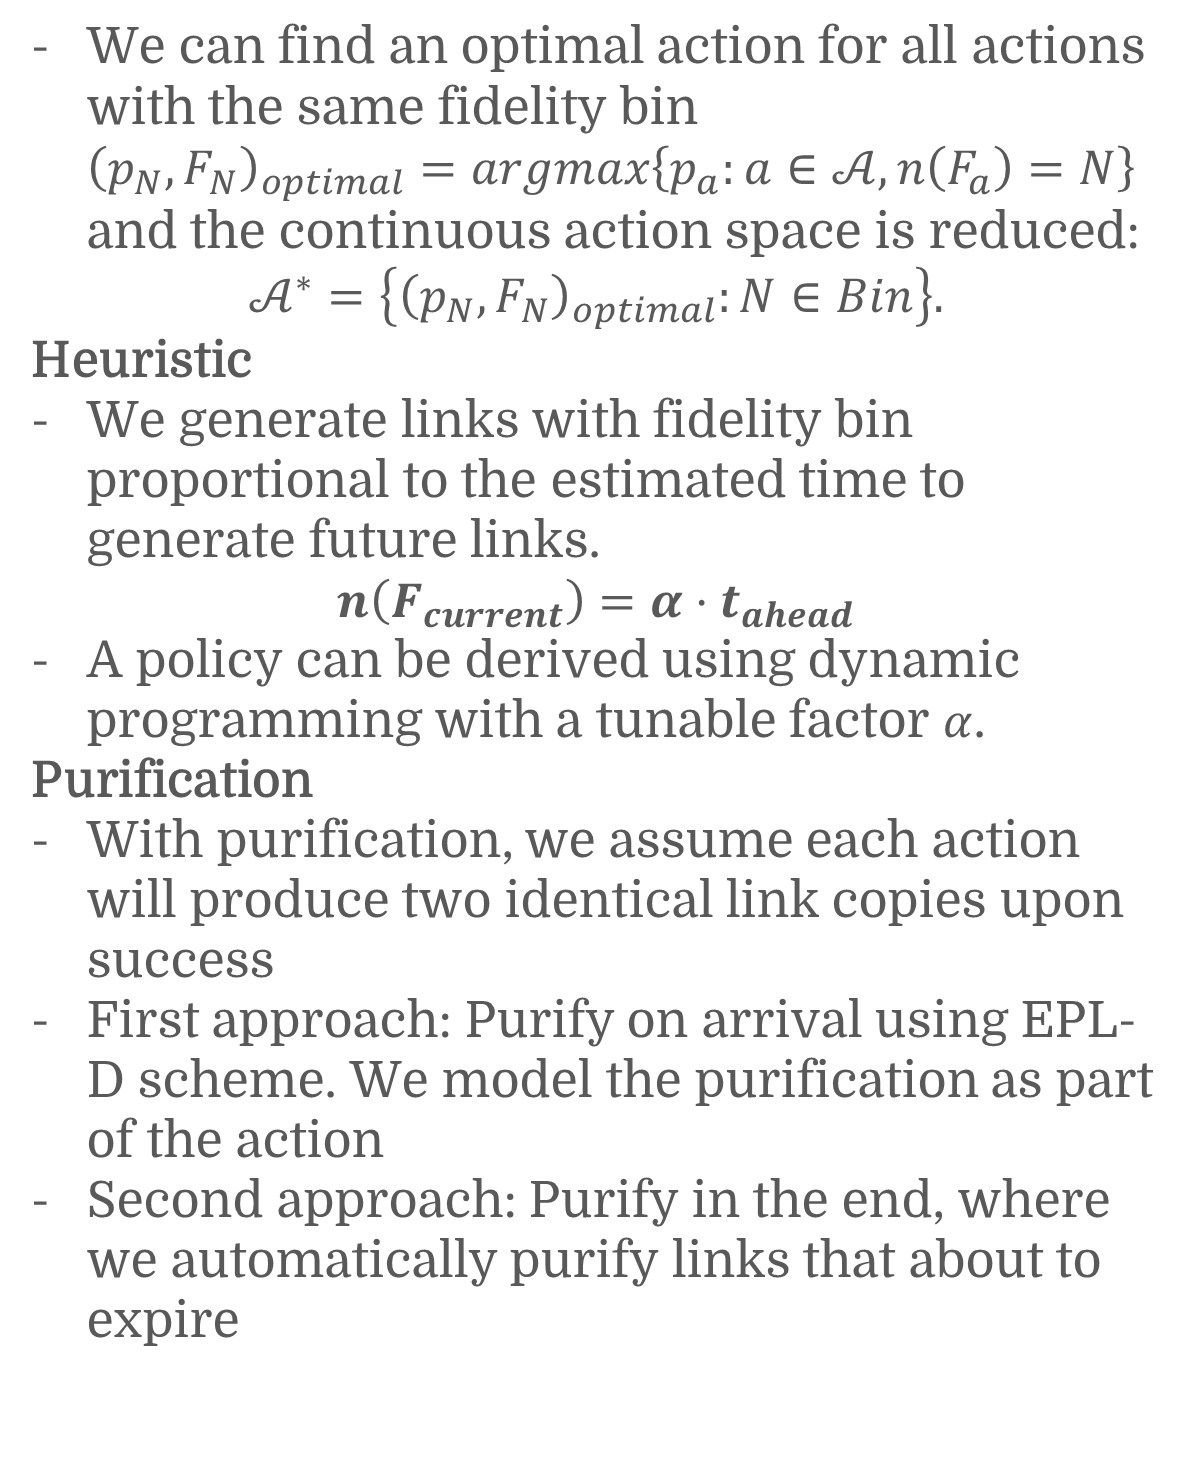 - We can find an optimal action for all actions
with the same fidelity bin
(p_N, F_N)_optimal = argmax{p_a: a ∈ 𝒜, n(F_a) = N}
and the continuous action space is reduced:
𝒜* = {(p_N, F_N)_optimal: N ∈ Bin}.
Heuristic
- We generate links with fidelity bin
proportional to the estimated time to
generate future links.
n(F_current) = α · t_ahead
- A policy can be derived using dynamic
programming with a tunable factor α.
Purification
- With purification, we assume each action
will produce two identical link copies upon
success
- First approach: Purify on arrival using EPL-
D scheme. We model the purification as part
of the action
- Second approach: Purify in the end, where
we automatically purify links that about to
expire